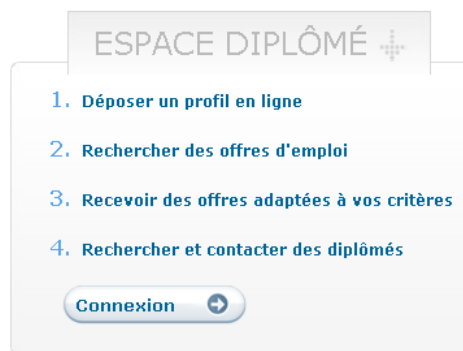 ESPACE DIPLÔMÉ
1. Déposer un profil en ligne
2. Rechercher des offres d'emploi
3. Recevoir des offres adaptées à vos critères
4. Rechercher et contacter des diplômés
Connexion